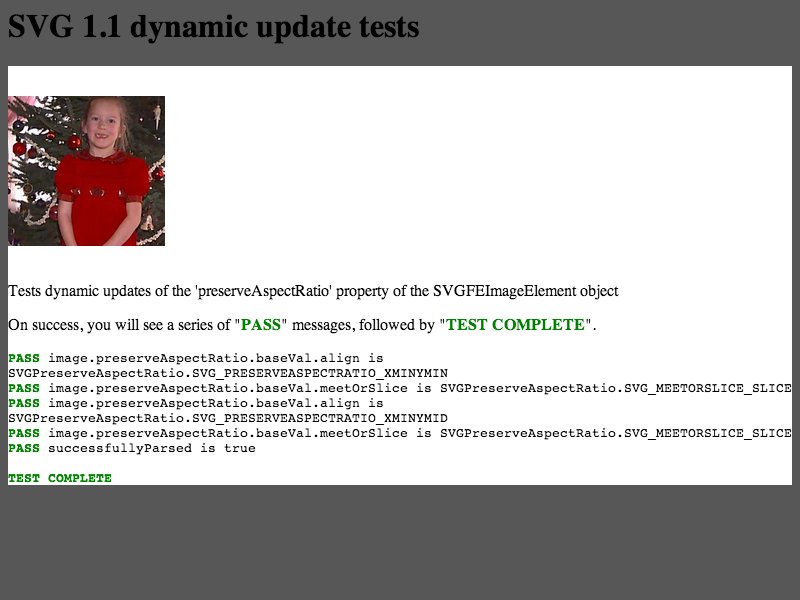 SVG 1.1 dynamic update tests
Tests dynamic updates of the 'preserveAspectRatio' property of the SVGFEImageElement object
On success, you will see a series of "PASS" messages, followed by "TEST COMPLETE".
PASS image.preserveAspectRatio.baseVal.align is
SVGPreserveAspectRatio.SVG_PRESERVEASPECTRATIO_XMINYMIN
PASS image.preserveAspectRatio.baseVal.meetOrSlice is SVGPreserveAspectRatio.SVG_MEETORSLICE_SLICE
PASS image.preserveAspectRatio.baseVal.align is
SVGPreserveAspectRatio.SVG_PRESERVEASPECTRATIO_XMINYMID
PASS image.preserveAspectRatio.baseVal.meetOrSlice is SVGPreserveAspectRatio.SVG_MEETORSLICE_SLICE
PASS successfullyParsed is true
TEST COMPLETE